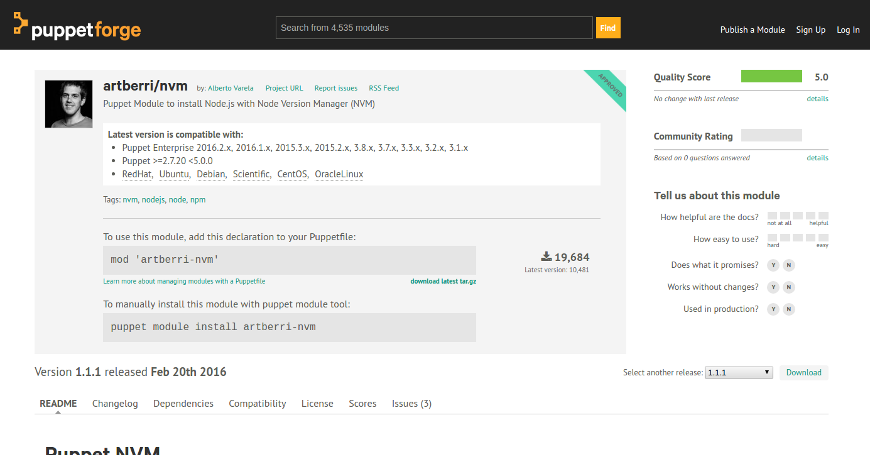 puppetforge
Search from 4,535 modules
Find
Publish a Module Sign Up Log In
artberri/nvm by: Alberto Varela Project URL Report issues RSS Feed
Puppet Module to install Node.js with Node Version Manager (NVM)
APPROVED
Latest version is compatible with:
Puppet Enterprise 2016.2.x, 2016.1.x, 2015.3.x, 2015.2.x, 3.8.x, 3.7.x, 3.3.x, 3.2.x, 3.1.x
Puppet >=2.7.20 <5.0.0
RedHat, Ubuntu, Debian, Scientific, CentOS, OracleLinux
Tags: nvm, nodejs, node, npm
To use this module, add this declaration to your Puppetfile:
mod 'artberri-nvm'
Learn more about managing modules with a Puppetfile
download latest tar.gz
To manually install this module with puppet module tool:
puppet module install artberri-nvm
19,684
Latest version: 10,481
Quality Score 5.0
No change with last release details
Community Rating
Based on 0 questions answered details
Tell us about this module
How helpful are the docs?
not at all helpful
How easy to use?
hard easy
Does what it promises? Y N
Works without changes? Y N
Used in production? Y N
Version 1.1.1 released Feb 20th 2016
Select another release: 1.1.1 Download
README Changelog Dependencies Compatibility License Scores Issues (3)
Puppet NVM